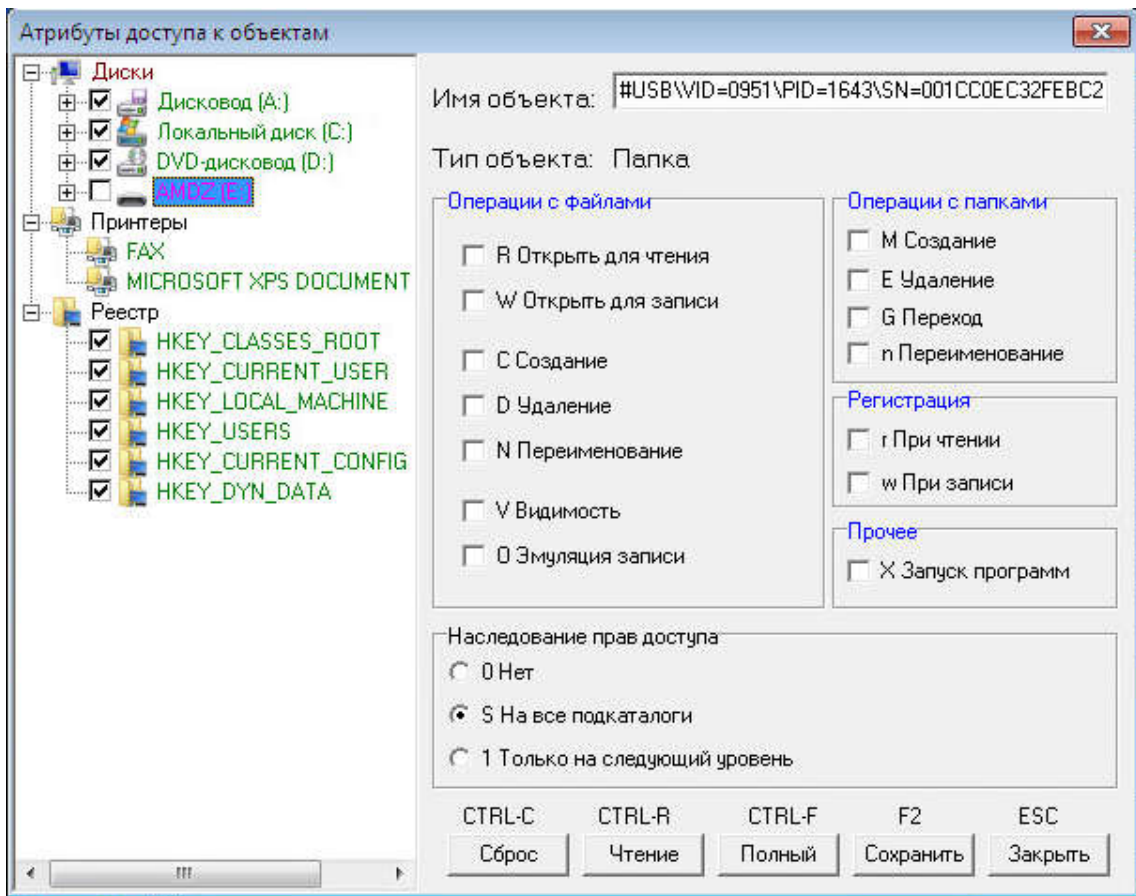 Атрибуты доступа к объектам
Диски
Дисковод (A:)
Локальный диск (C:)
DVD-дисковод (D:)
AMDZ (E:)
Принтеры
FAX
MICROSOFT XPS DOCUMENT
Реестр
HKEY_CLASSES_ROOT
HKEY_CURRENT_USER
HKEY_LOCAL_MACHINE
HKEY_USERS
HKEY_CURRENT_CONFIG
HKEY_DYN_DATA
Имя объекта: #USB\VID=0951\PID=1643\SN=001CC0EC32FEBC2
Тип объекта: Папка
Операции с файлами
R Открыть для чтения
W Открыть для записи
C Создание
D Удаление
N Переименование
V Видимость
O Эмуляция записи
Операции с папками
M Создание
E Удаление
G Переход
n Переименование
Регистрация
r При чтении
w При записи
Прочее
X Запуск программ
Наследование прав доступа
0 Нет
S На все подкаталоги
1 Только на следующий уровень
CTRL-C CTRL-R CTRL-F F2 ESC
Сброс Чтение Полный Сохранить Закрыть